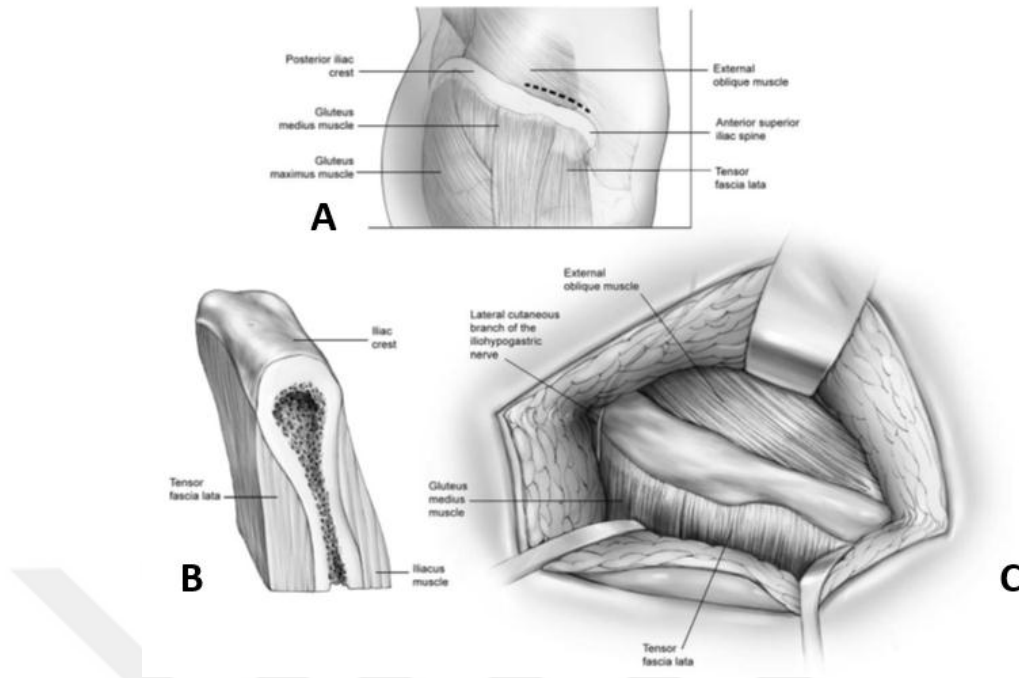 Posterior iliac
crest
External
oblique muscle
Gluteus
medius muscle
Anterior superior
iliac spine
Gluteus
maximus muscle
Tensor
fascia lata
A
External
oblique muscle
Lateral cutaneous
branch of the
iliohypogastric
nerve
Iliac
crest
Tensor
fascia lata
Gluteus
medius
muscle
B
Iliacus
muscle
C
Tensor
fascia lata